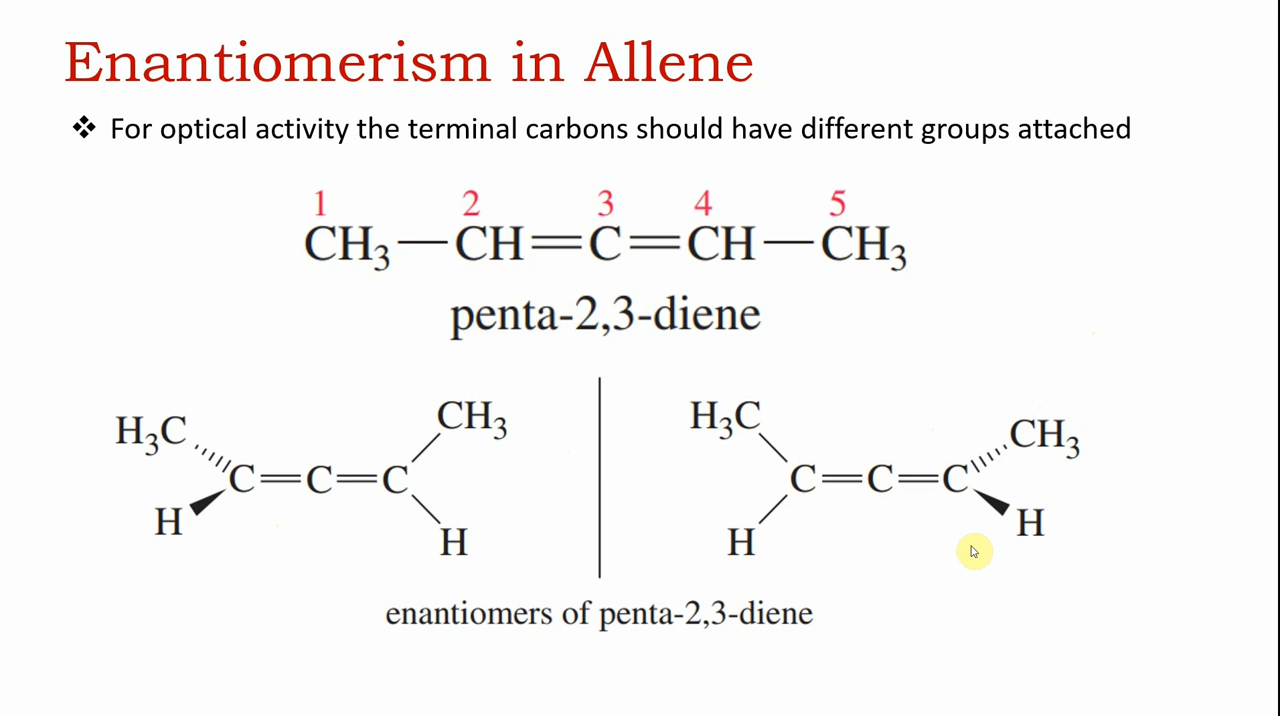 Enantiomerism in Allene
❖ For optical activity the terminal carbons should have different groups attached
1 2 3 4 5
CH₃—CH=C=CH—CH₃
penta-2,3-diene
H₃C CH₃ H₃C CH₃
C=C=C C=C=C
H H H H
enantiomers of penta-2,3-diene